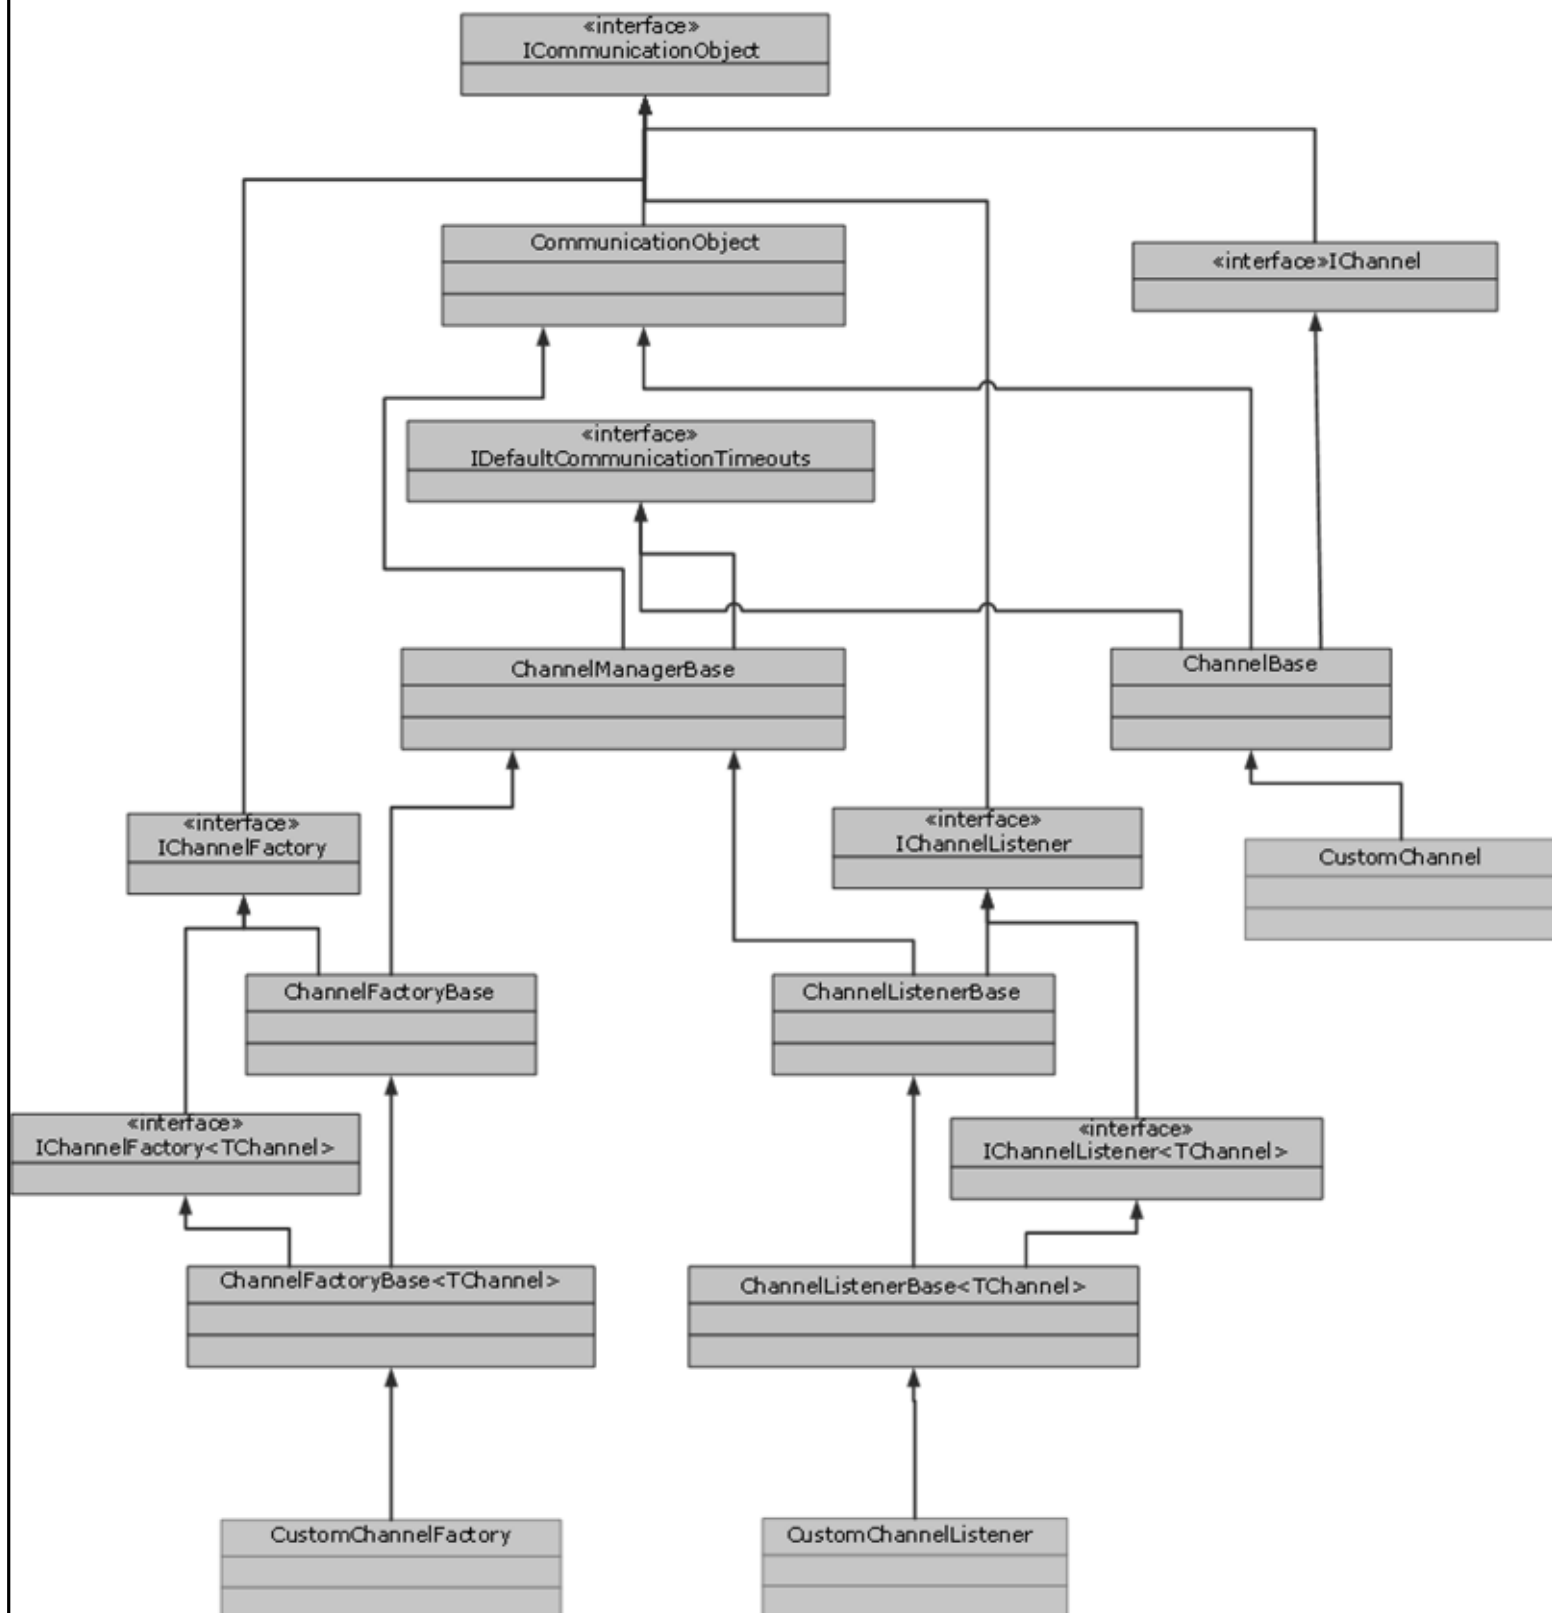 «interface»
ICommunicationObject
CommunicationObject
«interface»IChannel
«interface»
IDefaultCommunicationTimeouts
ChannelManagerBase
ChannelBase
«interface»
IChannelFactory
«interface»
IChannelListener
CustomChannel
ChannelFactoryBase
ChannelListenerBase
«interface»
IChannelFactory<TChannel>
«interface»
IChannelListener<TChannel>
ChannelFactoryBase<TChannel>
ChannelListenerBase<TChannel>
CustomChannelFactory
CustomChannelListener